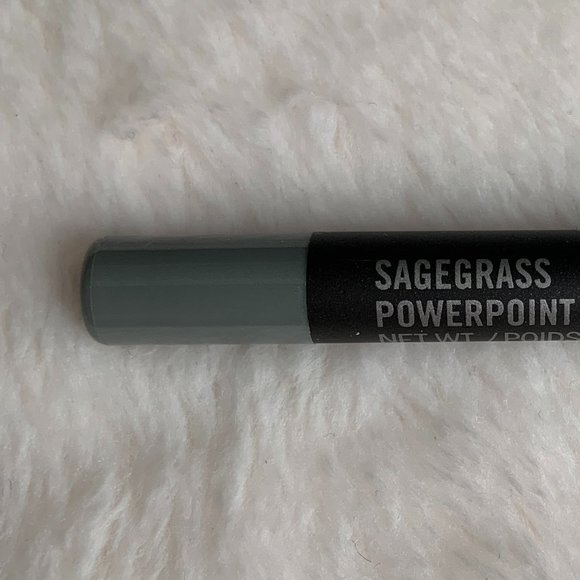 SAGEGRASS
POWERPOINT
NET WT. / POIDS